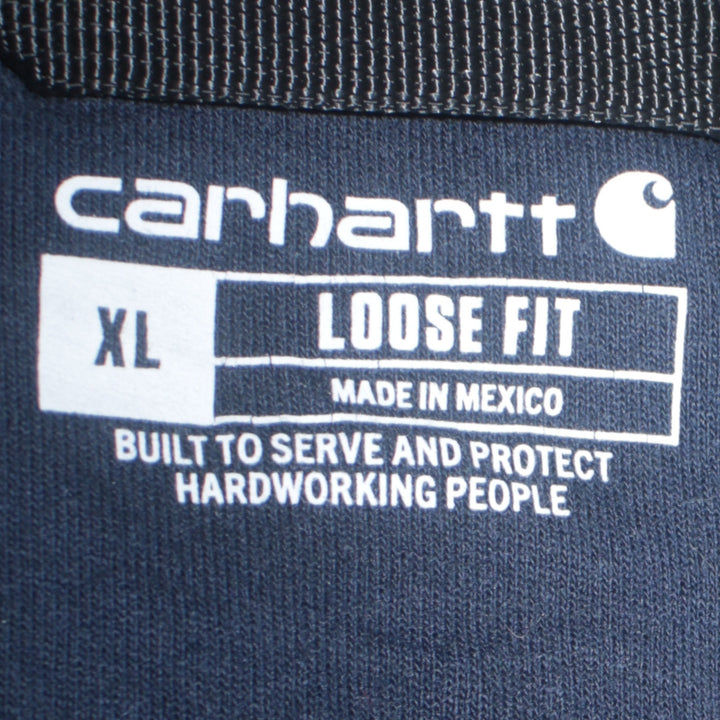 carhartt
XL
LOOSE FIT
MADE IN MEXICO
BUILT TO SERVE AND PROTECT
HARDWORKING PEOPLE